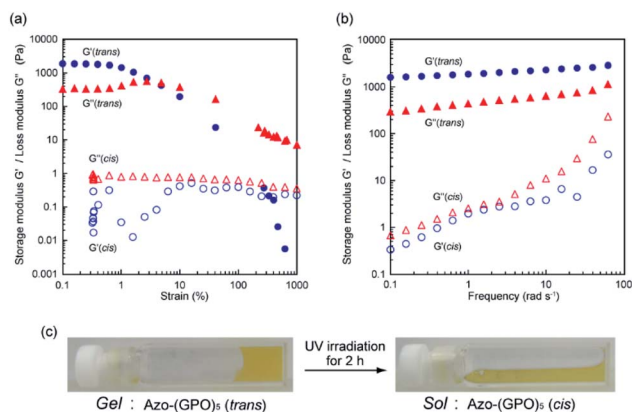 (a)
Storage modulus G' / Loss modulus G" (Pa)
10000
1000
100
10
1
0.1
0.01
0.001
G'(trans)
G"(trans)
G"(cis)
G'(cis)
0.1
1
10
100
1000
Strain (%)
(b)
Storage modulus G' / Loss modulus G" (Pa)
10000
1000
100
10
1
0.1
G'(trans)
G"(trans)
G"(cis)
G'(cis)
0.1
1
10
100
Frequency (rad s⁻¹)
(c)
UV irradiation
for 2 h
Gel : Azo-(GPO)₅ (trans)
Sol : Azo-(GPO)₅ (cis)